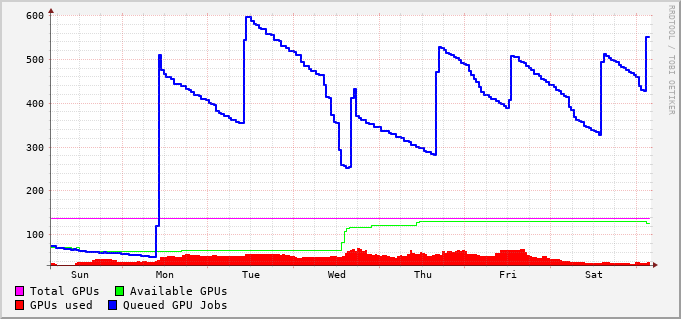 600
500
400
300
200
100
Sun Mon Tue Wed Thu Fri Sat
RRDTOOL / TOBI OETIKER
Total GPUs Available GPUs
GPUs used Queued GPU Jobs